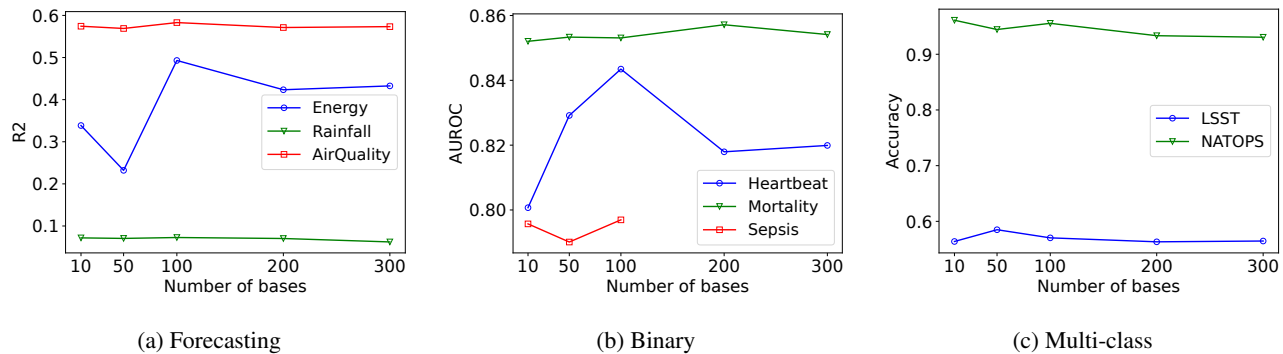 0.6
0.5
0.4
0.3
0.2
0.1
R2
Energy
Rainfall
AirQuality
10 50 100 200 300
Number of bases
(a) Forecasting
0.86
0.84
0.82
0.80
AUROC
Heartbeat
Mortality
Sepsis
10 50 100 200 300
Number of bases
(b) Binary
0.9
0.8
0.7
0.6
Accuracy
LSST
NATOPS
10 50 100 200 300
Number of bases
(c) Multi-class